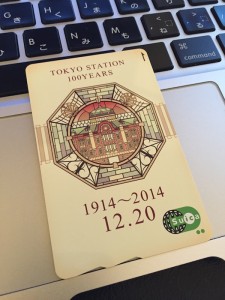 TOKYO STATION
100YEARS
1914〜2014
12.20
Suica
command